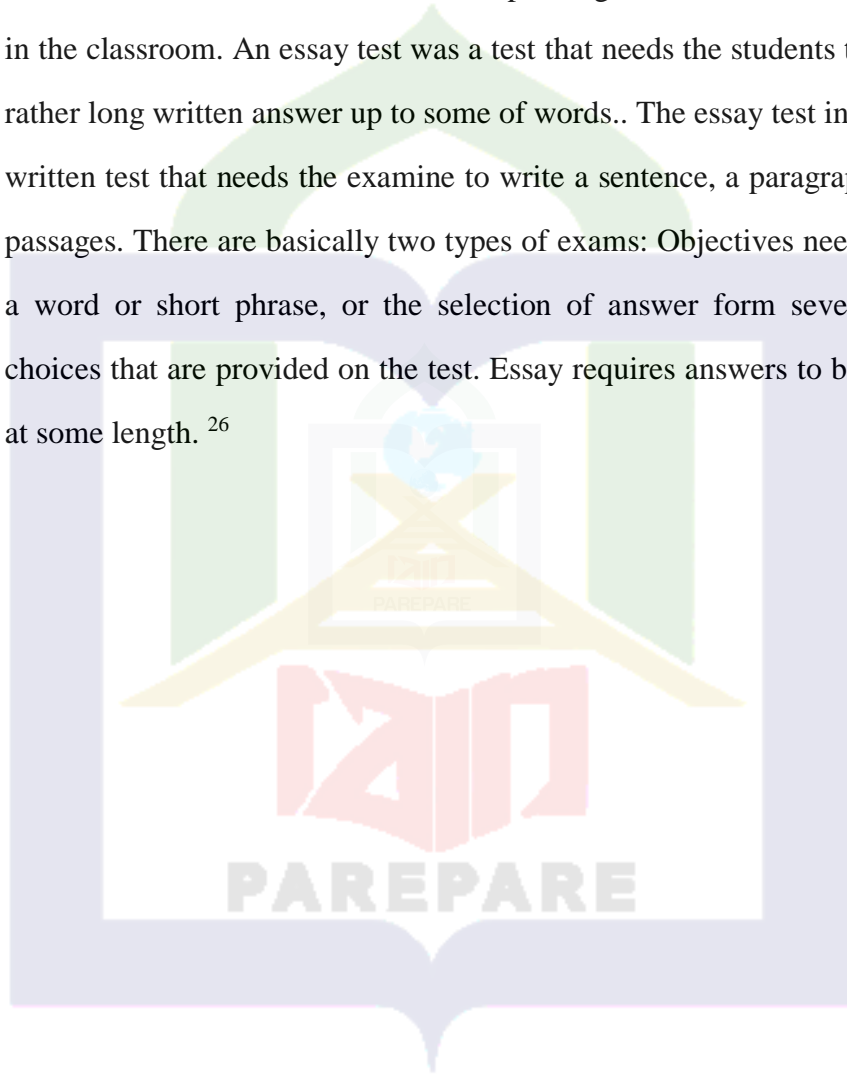 in the classroom. An essay test was a test that needs the students
rather long written answer up to some of words.. The essay test in
written test that needs the examine to write a sentence, a
passages. There are basically two types of exams: Objectives
a word or short phrase, or the selection of answer form
choices that are provided on the test. Essay requires answers to
at some length. 26
IAIN
PAREPARE
IAIN
PAREPARE